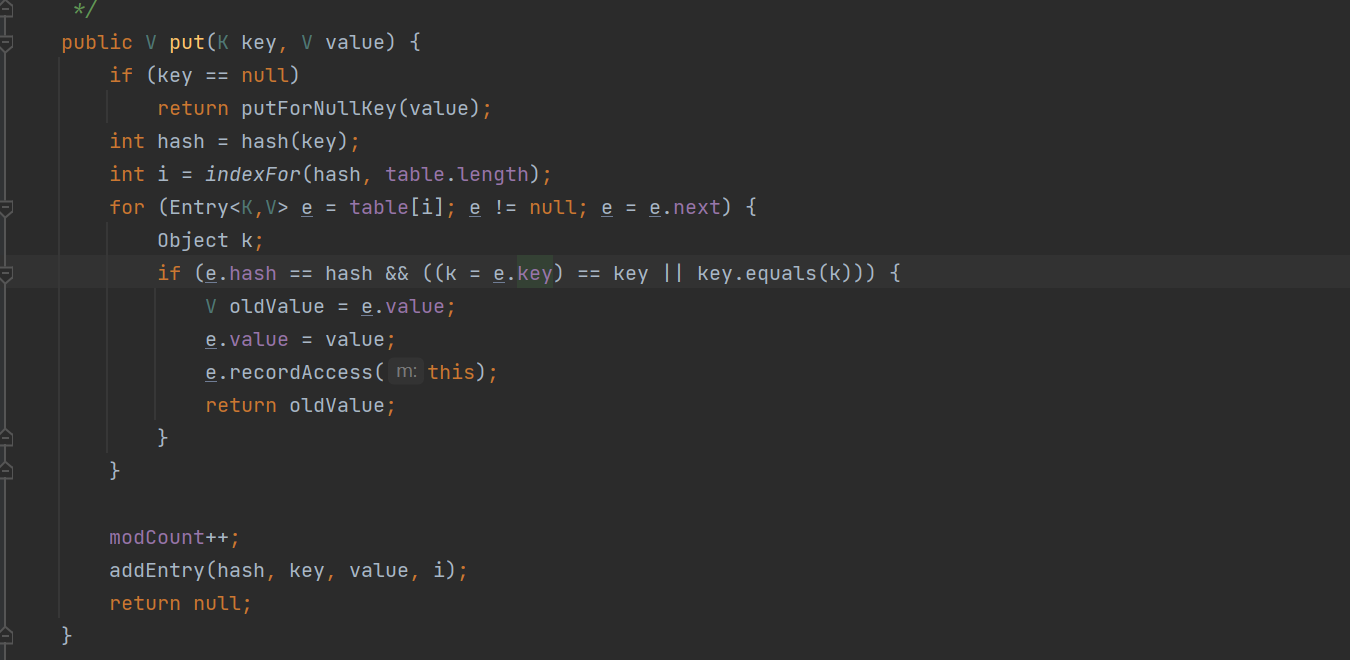 */
public V put(K key, V value) {
if (key == null)
return putForNullKey(value);
int hash = hash(key);
int i = indexFor(hash, table.length);
for (Entry<K,V> e = table[i]; e != null; e = e.next) {
Object k;
if (e.hash == hash && ((k = e.key) == key || key.equals(k))) {
V oldValue = e.value;
e.value = value;
e.recordAccess( m: this);
return oldValue;
}
}
modCount++;
addEntry(hash, key, value, i);
return null;
}